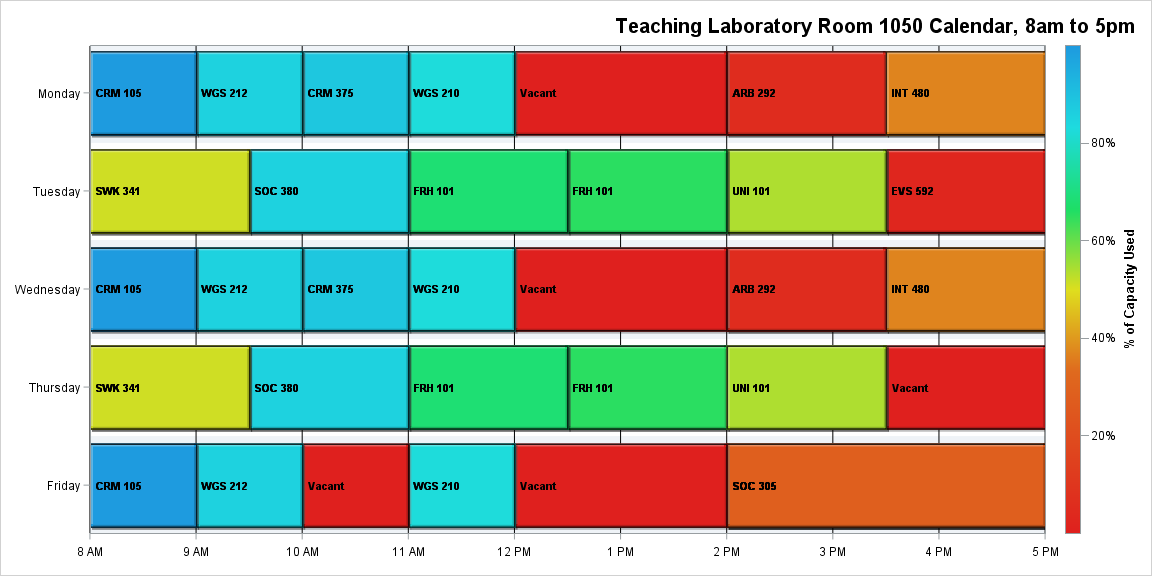 Teaching Laboratory Room 1050 Calendar, 8am to 5pm
Monday CRM 105 WGS 212 CRM 375 WGS 210 Vacant ARB 292 INT 480
Tuesday SWK 341 SOC 380 FRH 101 FRH 101 UNI 101 EVS 592
Wednesday CRM 105 WGS 212 CRM 375 WGS 210 Vacant ARB 292 INT 480
Thursday SWK 341 SOC 380 FRH 101 FRH 101 UNI 101 Vacant
Friday CRM 105 WGS 212 Vacant WGS 210 Vacant SOC 305
8 AM 9 AM 10 AM 11 AM 12 PM 1 PM 2 PM 3 PM 4 PM 5 PM
80%
60%
40%
20%
% of Capacity Used